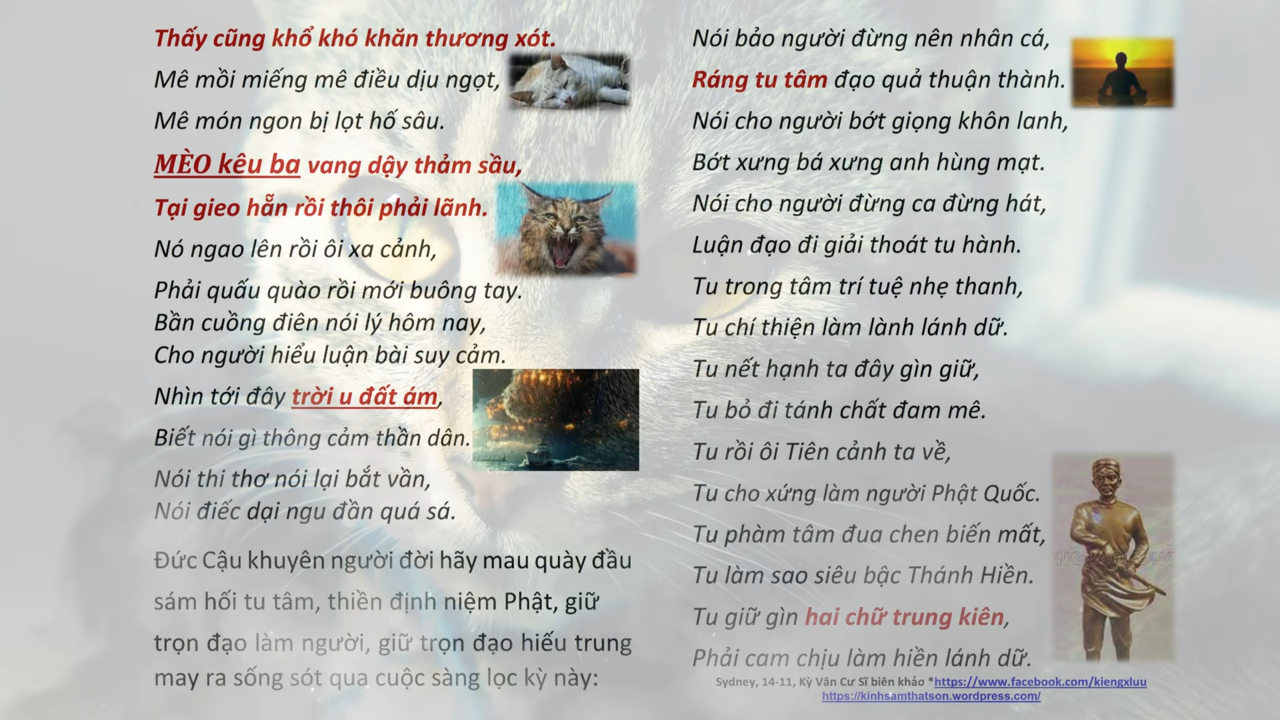 Thấy cũng khổ khó khăn thương xót.
Mê mồi miếng mê điều dịu ngọt,
Mê món ngon bị lọt hố sâu.
MÈO kêu ba vang dậy thảm sầu,
Tại gieo hẵn rồi thôi phải lãnh.
Nó ngao lên rồi ôi xa cảnh,
Phải quấu quào rồi mới buông tay.
Bần cuồng điên nói lý hôm nay,
Cho người hiểu luận bài suy cảm.
Nhìn tới đây trời u đất ám,
Biết nói gì thông cảm thần dân.
Nói thi thơ nói lại bắt vần,
Nói điếc dại ngu đần quá sá.
Đức Cậu khuyên người đời hãy mau quày đầu
sám hối tu tâm, thiền định niệm Phật, giữ
trọn đạo làm người, giữ trọn đạo hiếu trung
may ra sống sót qua cuộc sàng lọc kỳ này:
Nói bảo người đừng nên nhân cá,
Ráng tu tâm đạo quả thuận thành.
Nói cho người bớt giọng khôn lanh,
Bớt xưng bá xưng anh hùng mạt.
Nói cho người đừng ca đừng hát,
Luận đạo đi giải thoát tu hành.
Tu trong tâm trí tuệ nhẹ thanh,
Tu chí thiện làm lành lánh dữ.
Tu nết hạnh ta đây gìn giữ,
Tu bỏ đi tánh chất đam mê.
Tu rồi ôi Tiên cảnh ta về,
Tu cho xứng làm người Phật Quốc.
Tu phàm tâm đua chen biến mất,
Tu làm sao siêu bậc Thánh Hiền.
Tu giữ gìn hai chữ trung kiên,
Phải cam chịu làm hiền lánh dữ.
Sydney, 14-11, Kỳ Vân Cư Sĩ biên khảo *https://www.facebook.com/kiengxluu
https://kinhsamthatson.wordpress.com/